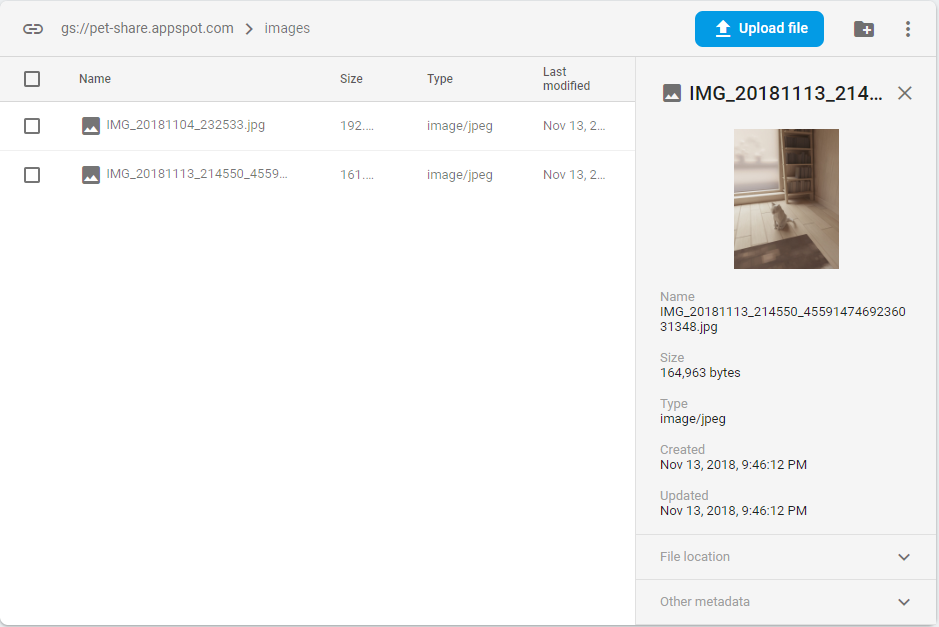 gs://pet-share.appspot.com > images
Upload file
Name Size Type Last modified
IMG_20181104_232533.jpg 192.... image/jpeg Nov 13, 2...
IMG_20181113_214550_4559... 161.... image/jpeg Nov 13, 2...
IMG_20181113_214...
Name
IMG_20181113_214550_45591474692360
31348.jpg
Size
164,963 bytes
Type
image/jpeg
Created
Nov 13, 2018, 9:46:12 PM
Updated
Nov 13, 2018, 9:46:12 PM
File location
Other metadata